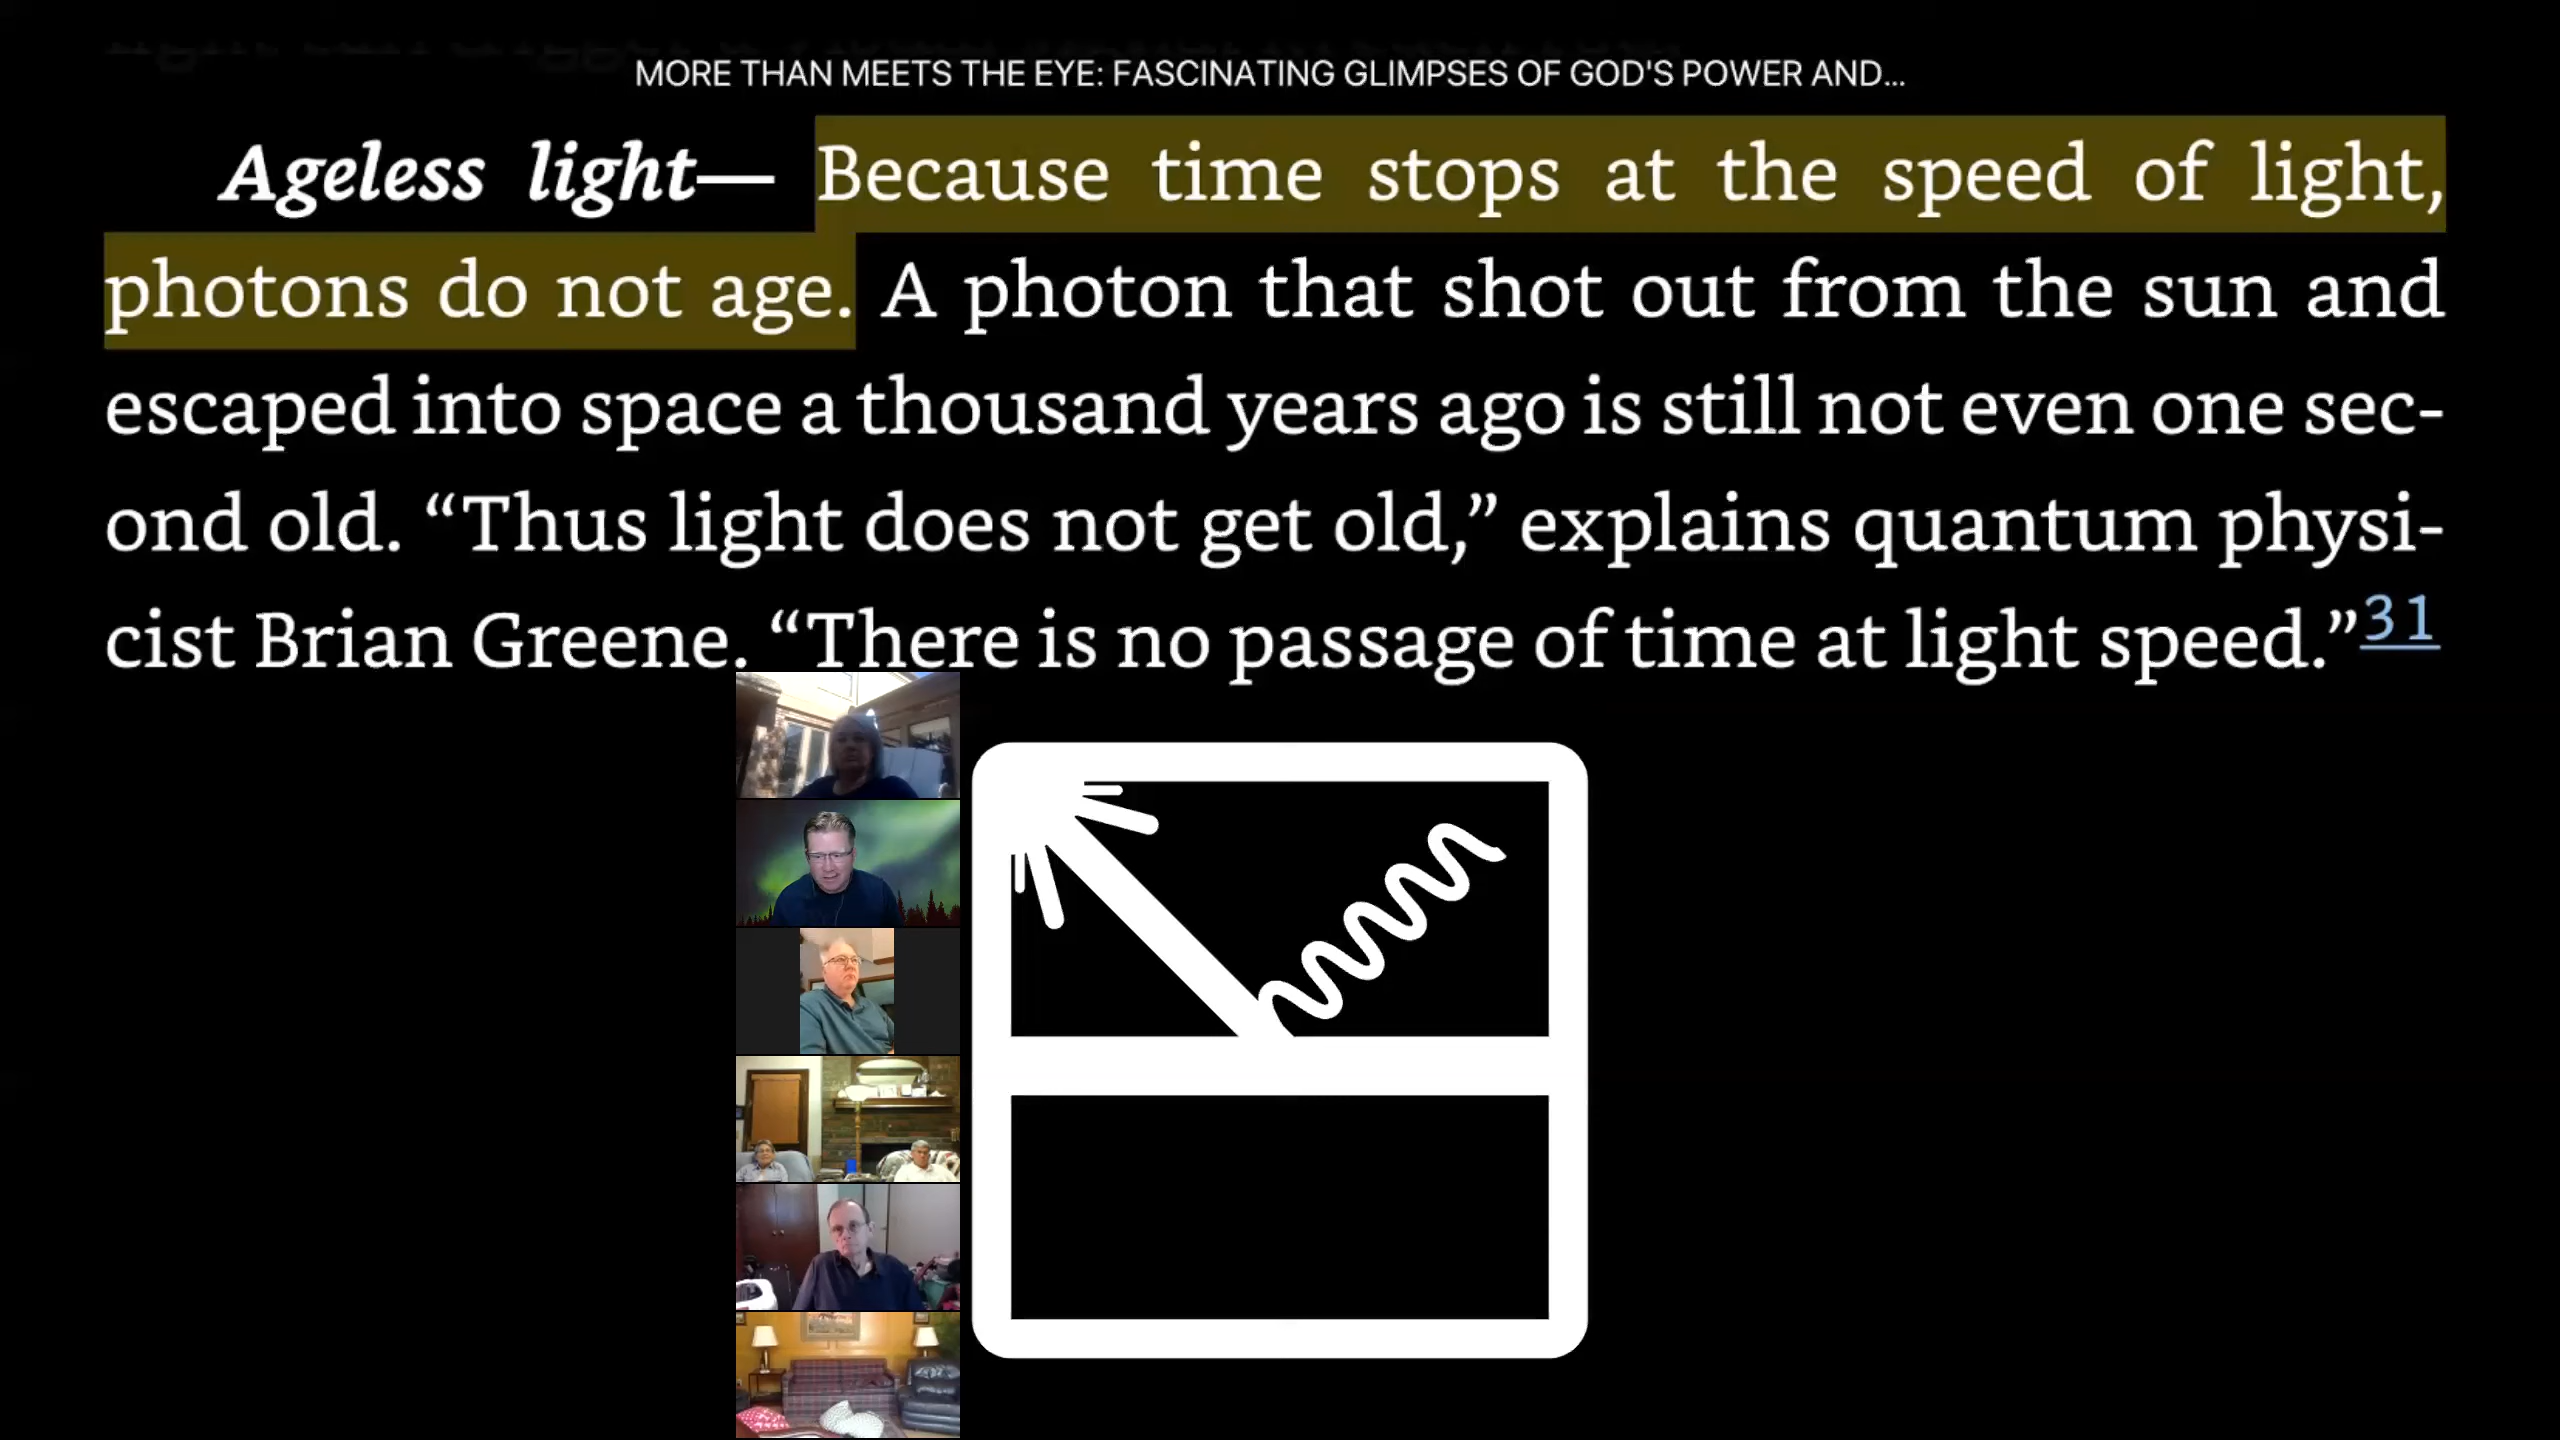 MORE THAN MEETS THE EYE: FASCINATING GLIMPSES OF GOD'S POWER AND...
Ageless light— Because time stops at the speed of light,
photons do not age. A photon that shot out from the sun and
escaped into space a thousand years ago is still not even one sec-
ond old. “Thus light does not get old,” explains quantum physi-
cist Brian Greene. “There is no passage of time at light speed.”31